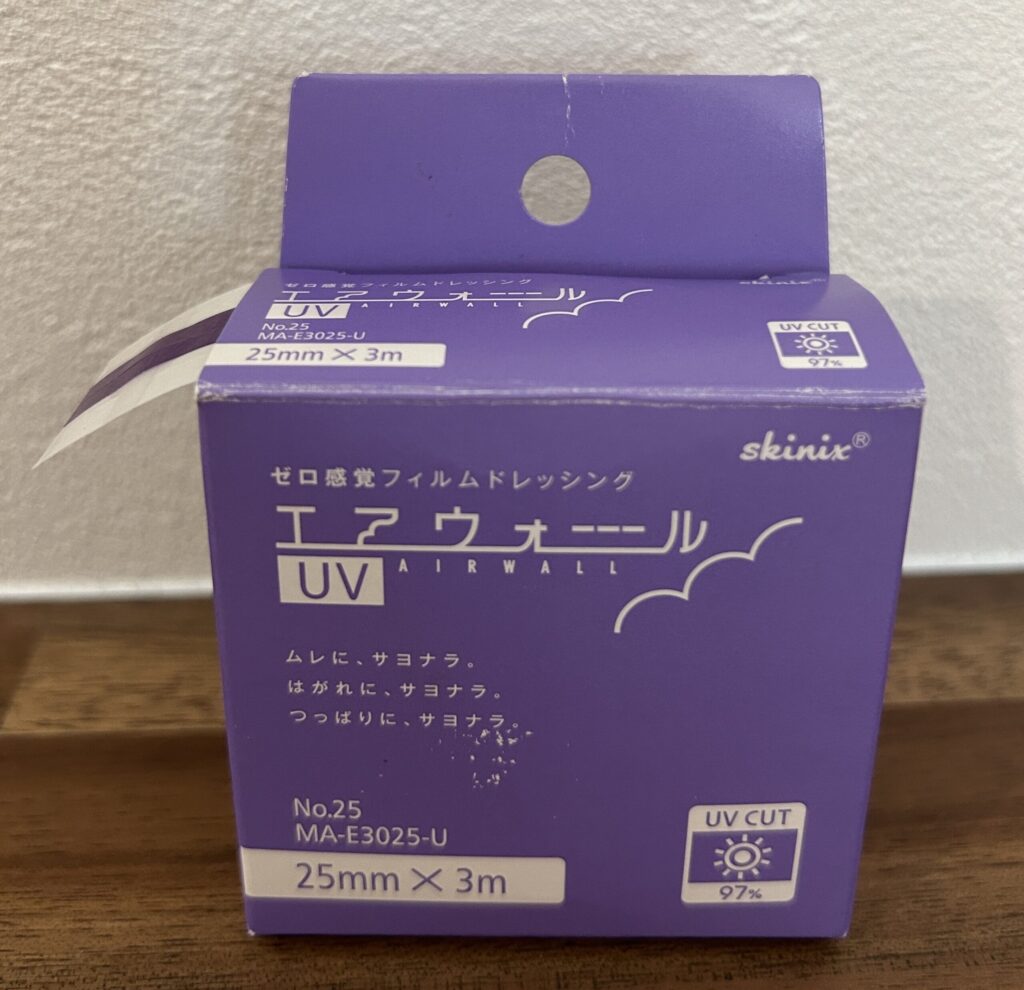 ゼロ感覚フィルムドレッシング
エアウォール
UV AIRWALL
No.25
MA-E3025-U
25mm×3m
skinix
UV CUT
97%
skinix®
ゼロ感覚フィルムドレッシング
エアウォール
UV AIRWALL
ムレに、サヨナラ。
はがれに、サヨナラ。
つっぱりに、サヨナラ。
No.25
MA-E3025-U
25mm×3m
UV CUT
97%